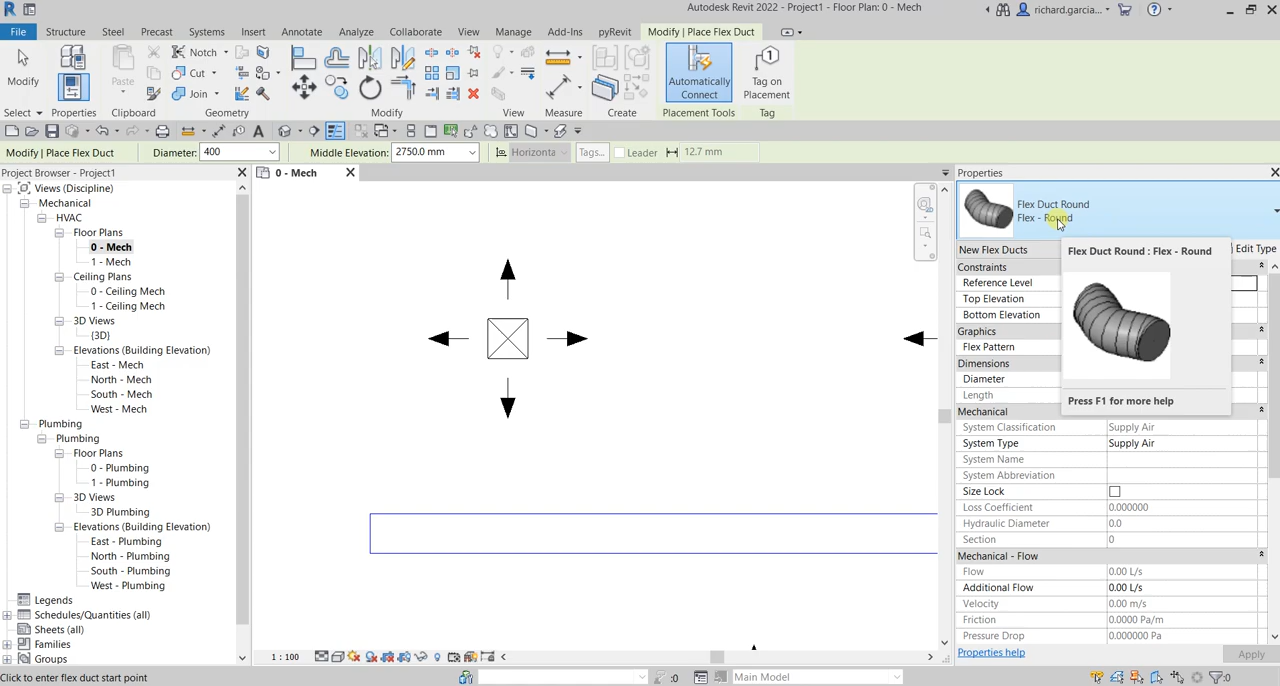 Autodesk Revit 2022 - Project1 - Floor Plan: 0 - Mech
richard.garcia...
File Structure Steel Precast Systems Insert Annotate Analyze Collaborate View Manage Add-Ins pyRevit Modify | Place Flex Duct
Modify
Paste
Notch
Cut
Join
Automatically
Connect
Tag on
Placement
Select Properties Clipboard Geometry Modify View Measure Create Placement Tools Tag
Modify | Place Flex Duct
Diameter: 400
Middle Elevation: 2750.0 mm
Horizonta
Tags...
Leader
12.7 mm
Project Browser - Project1
Views (Discipline)
Mechanical
HVAC
Floor Plans
0 - Mech
1 - Mech
Ceiling Plans
0 - Ceiling Mech
1 - Ceiling Mech
3D Views
{3D}
Elevations (Building Elevation)
East - Mech
North - Mech
South - Mech
West - Mech
Plumbing
Plumbing
Floor Plans
0 - Plumbing
1 - Plumbing
3D Views
3D Plumbing
Elevations (Building Elevation)
East - Plumbing
North - Plumbing
South - Plumbing
West - Plumbing
Legends
Schedules/Quantities (all)
Sheets (all)
Families
Groups
0 - Mech
1 : 100
Properties
Flex Duct Round
Flex - Round
New Flex Ducts
Edit Type
Flex Duct Round : Flex - Round
Press F1 for more help
Constraints
Reference Level
Top Elevation
Bottom Elevation
Graphics
Flex Pattern
Dimensions
Diameter
Length
Mechanical
System Classification Supply Air
System Type Supply Air
System Name
System Abbreviation
Size Lock
Loss Coefficient 0.000000
Hydraulic Diameter 0.0
Section 0
Mechanical - Flow
Flow 0.00 L/s
Additional Flow 0.00 L/s
Velocity 0.00 m/s
Friction 0.0000 Pa/m
Pressure Drop 0.000000 Pa
Properties help
Apply
Click to enter flex duct start point
:0
Main Model
:0